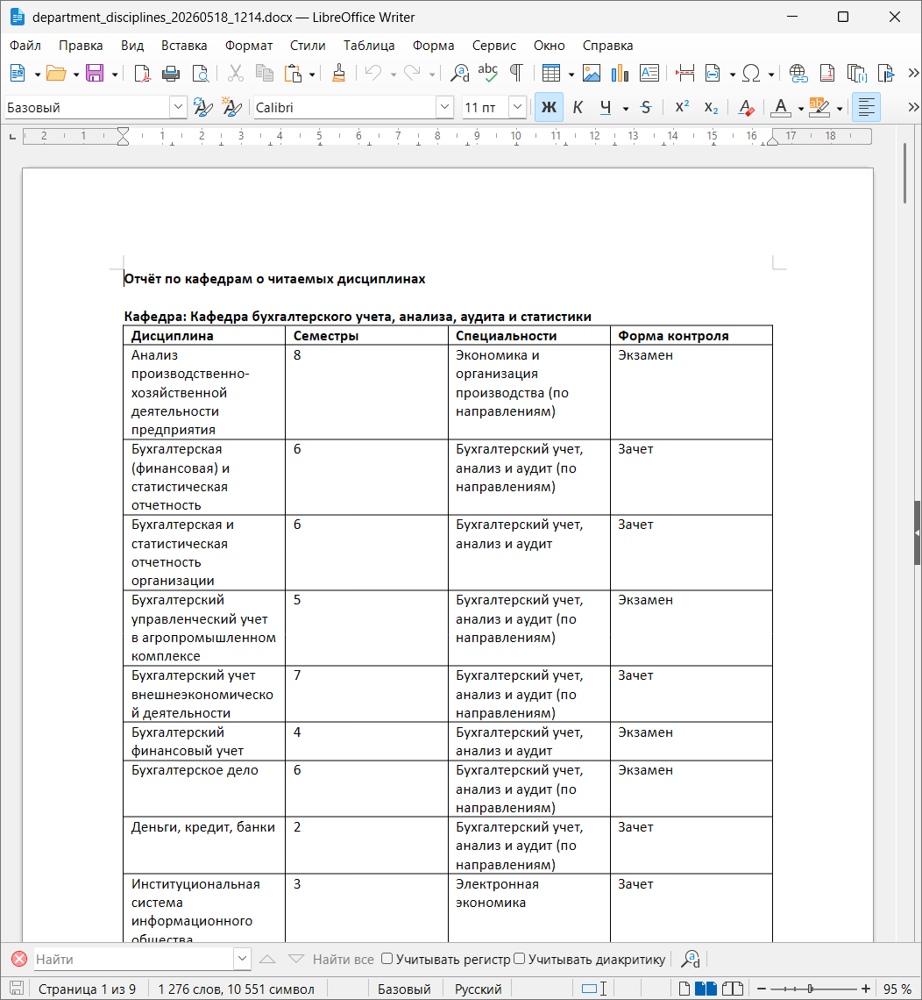 department_disciplines_20260518_1214.docx — LibreOffice Writer
Файл Правка Вид Вставка Формат Стили Таблица Форма Сервис Окно Справка
Базовый Calibri 11 пт Ж К Ч S x² x₂ A A ab
2 1 1 2 3 4 5 6 7 8 9 10 11 12 13 14 15 16 17 18
Отчёт по кафедрам о читаемых дисциплинах
Кафедра: Кафедра бухгалтерского учета, анализа, аудита и статистики
Дисциплина Семестры Специальности Форма контроля
Анализ 8 Экономика и Экзамен
производственно- организация
хозяйственной производства (по
деятельности направлениям)
предприятия
Бухгалтерская 6 Бухгалтерский учет, Зачет
(финансовая) и анализ и аудит (по
статистическая направлениям)
отчетность
Бухгалтерская и 6 Бухгалтерский учет, Зачет
статистическая анализ и аудит
отчетность
организации
Бухгалтерский 5 Бухгалтерский учет, Экзамен
управленческий учет анализ и аудит (по
в агропромышленном направлениям)
комплексе
Бухгалтерский учет 7 Бухгалтерский учет, Зачет
внешнеэкономическо анализ и аудит (по
й деятельности направлениям)
Бухгалтерский 4 Бухгалтерский учет, Экзамен
финансовый учет анализ и аудит
Бухгалтерское дело 6 Бухгалтерский учет, Экзамен
анализ и аудит (по
направлениям)
Деньги, кредит, банки 2 Бухгалтерский учет, Зачет
анализ и аудит (по
направлениям)
Институциональная 3 Электронная Зачет
система экономика
информационного
общества
Найти Найти все Учитывать регистр Учитывать диакритику
Страница 1 из 9 1 276 слов, 10 551 символ Базовый Русский 95 %